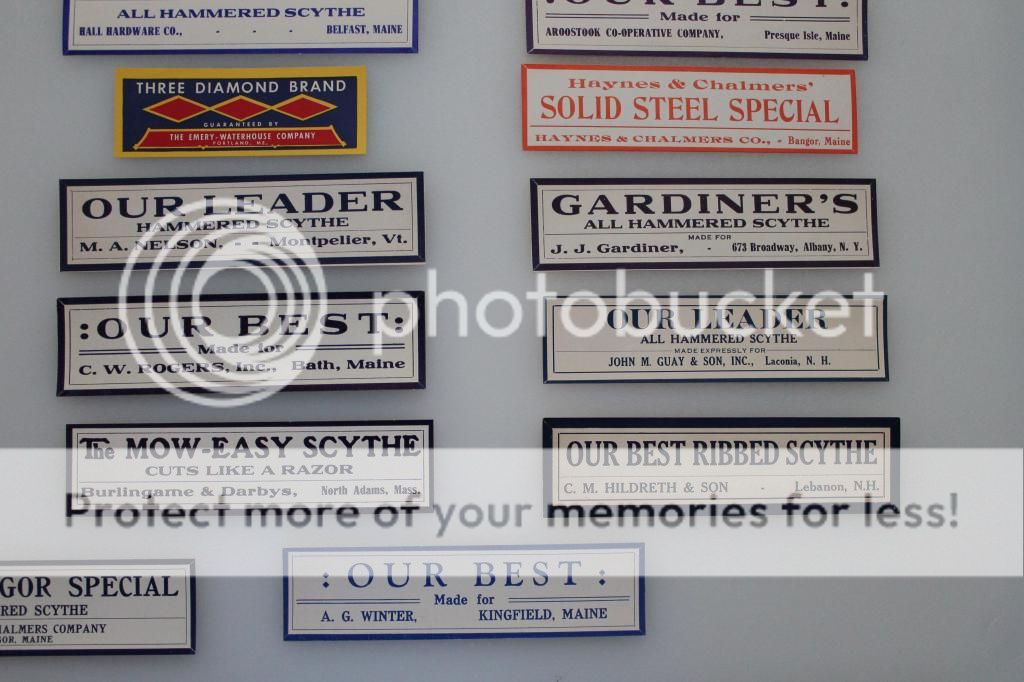 ALL HAMMERED SCYTHE
HALL HARDWARE CO., - - - BELFAST, MAINE
:OUR BEST:
Made for
AROOSTOOK CO-OPERATIVE COMPANY, Presque Isle, Maine
THREE DIAMOND BRAND
GUARANTEED BY
THE EMERY-WATERHOUSE COMPANY
PORTLAND, ME.
Haynes & Chalmers'
SOLID STEEL SPECIAL
HAYNES & CHALMERS CO., - Bangor, Maine
OUR LEADER
HAMMERED SCYTHE
M. A. NELSON, - - Montpelier, Vt.
GARDINER'S
ALL HAMMERED SCYTHE
MADE FOR
J. J. Gardiner, - 673 Broadway, Albany, N. Y.
:OUR BEST:
Made for
C. W. ROGERS, Inc., Bath, Maine
OUR LEADER
ALL HAMMERED SCYTHE
MADE EXPRESSLY FOR
JOHN M. GUAY & SON, INC., Laconia, N. H.
The MOW-EASY SCYTHE
CUTS LIKE A RAZOR
Burlingame & Darbys, North Adams, Mass.
OUR BEST RIBBED SCYTHE
C. M. HILDRETH & SON - Lebanon, N.H.
GOR SPECIAL
RED SCYTHE
HALMERS COMPANY
GOR, MAINE
: OUR BEST :
Made for
A. G. WINTER, KINGFIELD, MAINE
photobucket
Protect more of your memories for less!